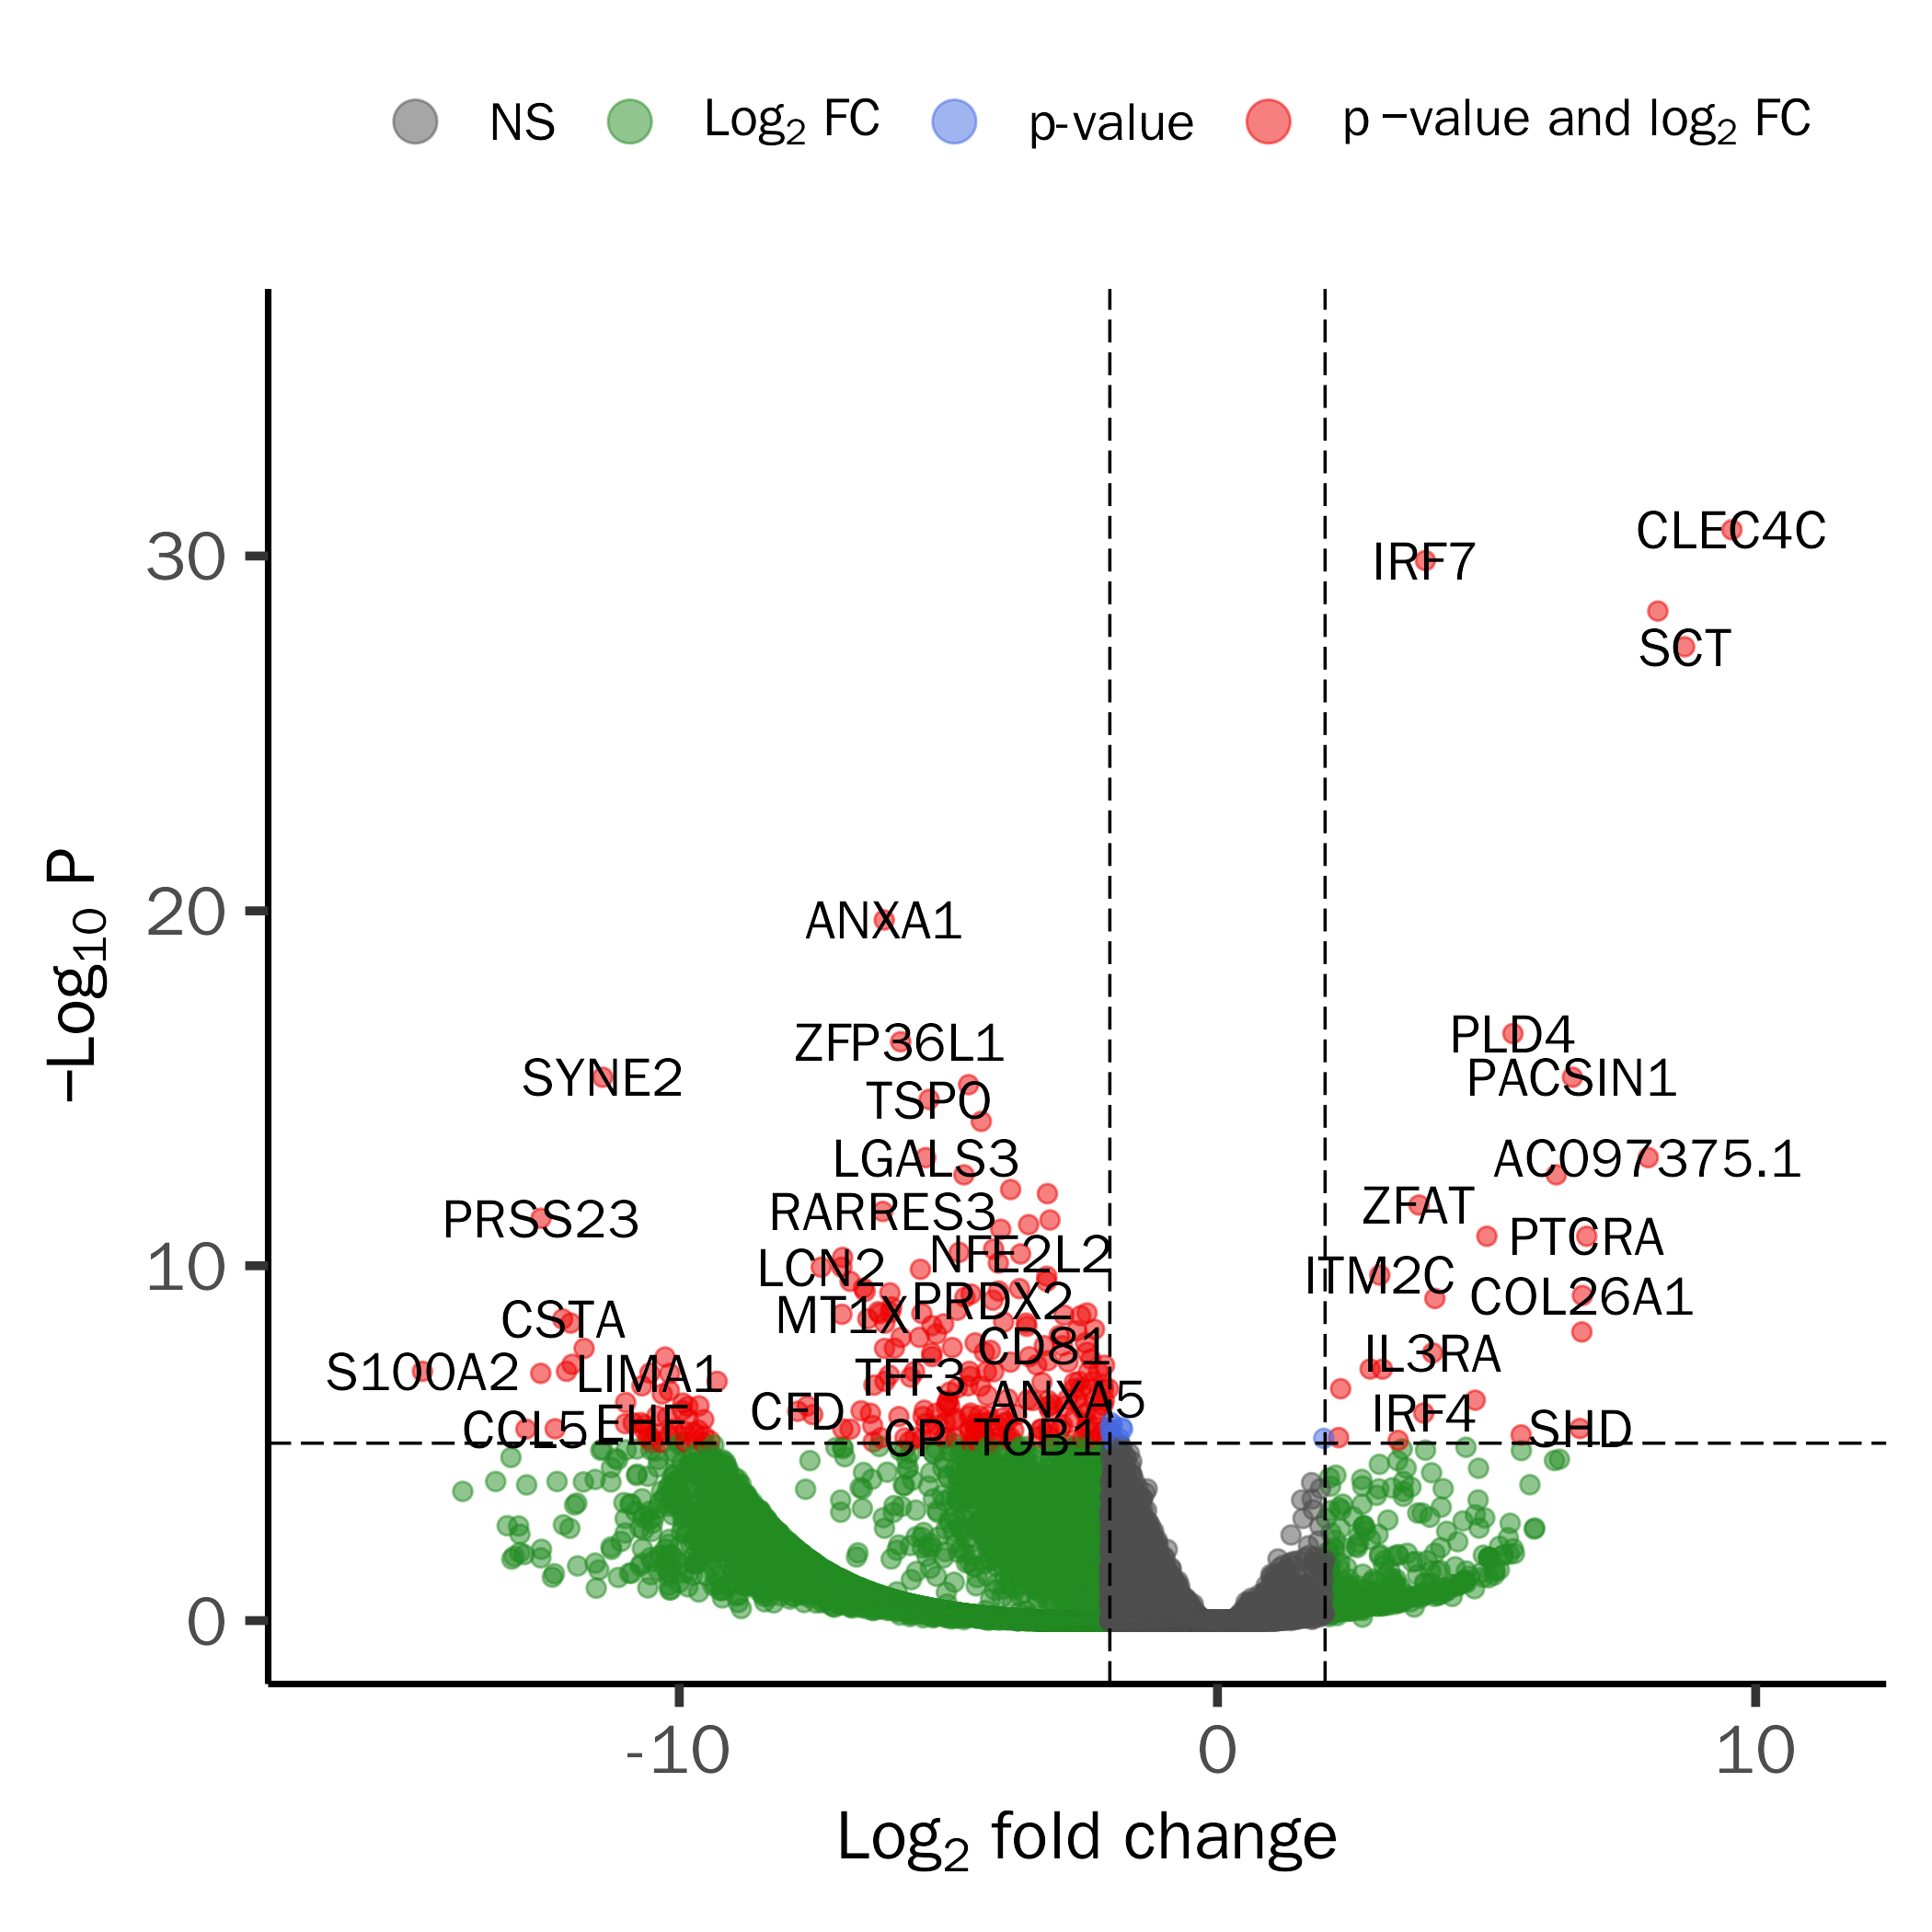 NS Log2 FC p-value p −value and log2 FC
CLEC4C
30
IRF7
SCT
20
ANXA1
−Log10 P
PLD4
ZFP36L1
SYNE2
PACSIN1
TSPO
LGALS3
AC097375.1
ZFAT
RARRES3
PRSS23
PTCRA
NFE2L2
10
LCN2
ITM2C
COL26A1
PRDX2
MT1X
CSTA
CD81
IL3RA
S100A2
LIMA1
TFF3
ANXA5
CFD
IRF4
EHF
CCL5
SHD
CP
TOB1
0
-10 0 10
Log2 fold change